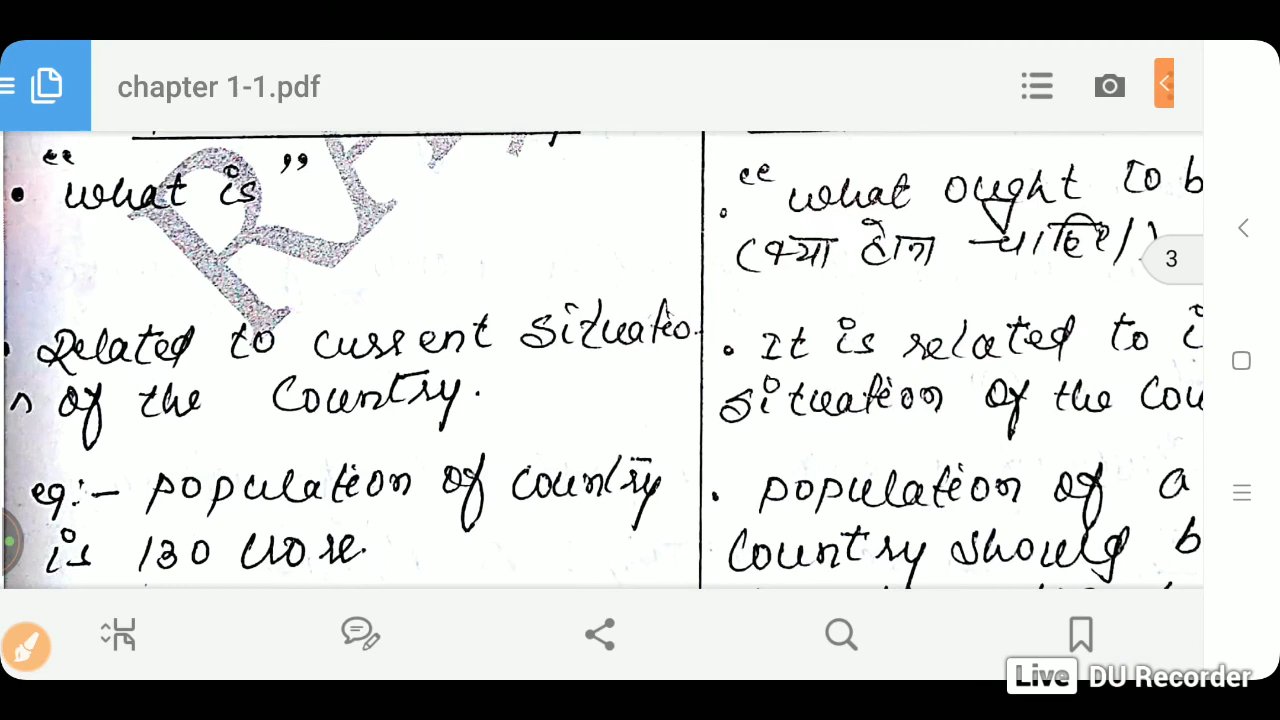 chapter 1-1.pdf
"what is"
• Related to current situatio
n of the country.
eg:- population of country
is 130 crore.
"what ought to b
(क्या होना चाहिए।)
• It is related to i
situation of the cou
• population of a
country should b
3
Live DU Recorder